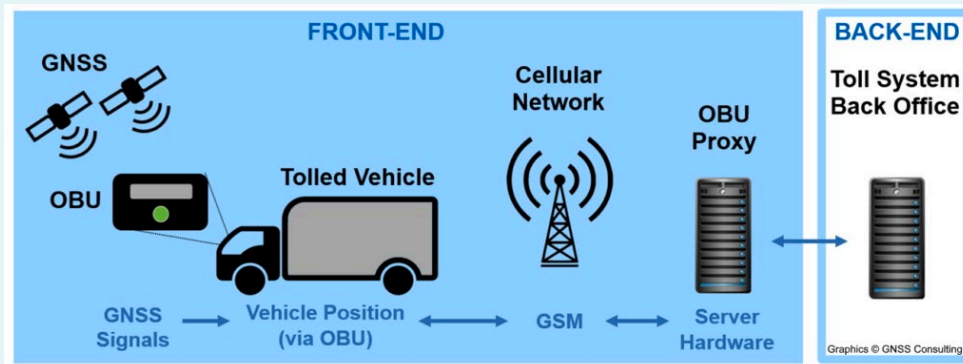 FRONT-END
BACK-END
GNSS
Cellular
Network
Toll System
Back Office
OBU
Proxy
OBU
Tolled Vehicle
GNSS
Signals
Vehicle Position
(via OBU)
GSM
Server
Hardware
Graphics © GNSS Consulting